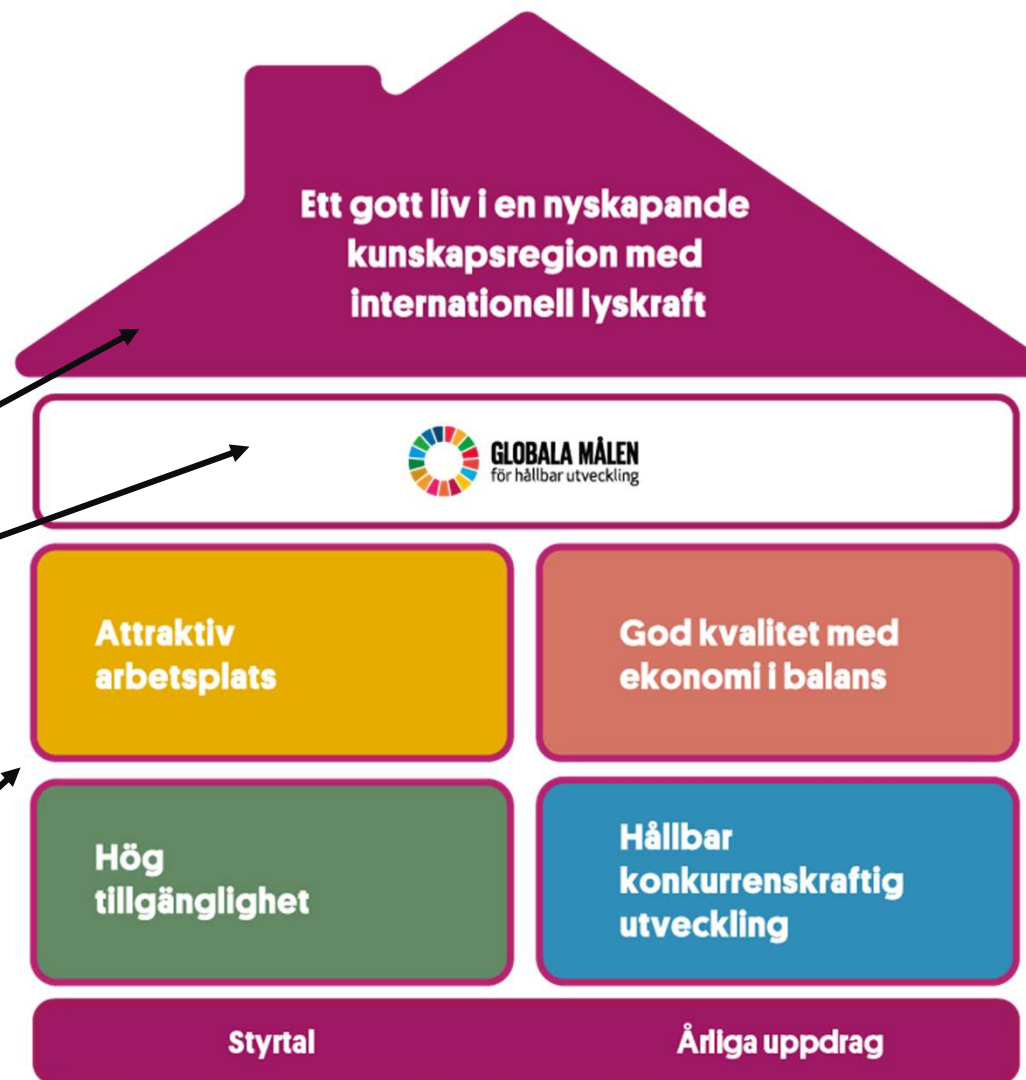 Ett gott liv i en nyskapande
kunskapsregion med
internationell lyskraft
GLOBALA MÅLEN
för hållbar utveckling
Attraktiv
arbetsplats
God kvalitet med
ekonomi i balans
Hög
tillgänglighet
Hållbar
konkurrenskraftig
utveckling
Styrtal
Årliga uppdrag